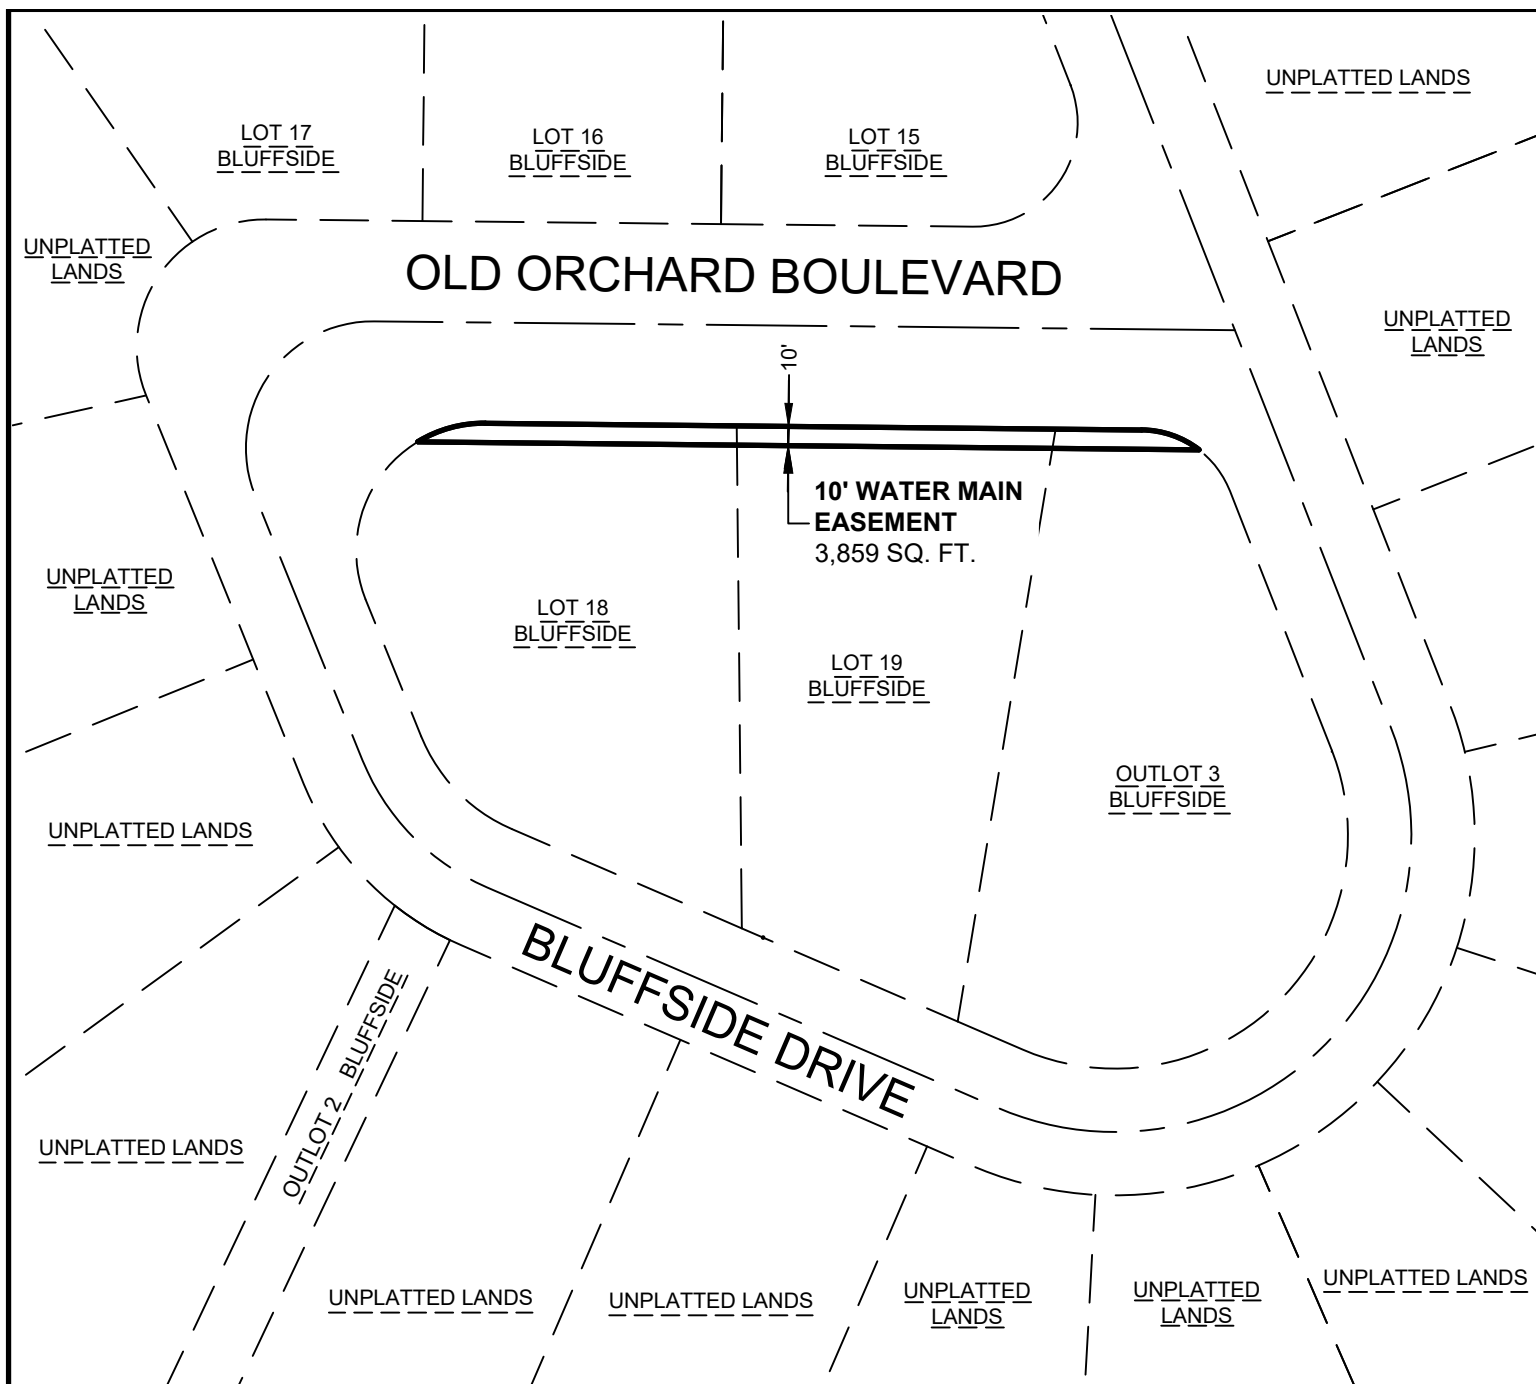 UNPLATTED LANDS
LOT 17
BLUFFSIDE
LOT 16
BLUFFSIDE
LOT 15
BLUFFSIDE
UNPLATTED
LANDS
OLD ORCHARD BOULEVARD
UNPLATTED
LANDS
10'
10' WATER MAIN
EASEMENT
3,859 SQ. FT.
UNPLATTED
LANDS
LOT 18
BLUFFSIDE
LOT 19
BLUFFSIDE
OUTLOT 3
BLUFFSIDE
UNPLATTED LANDS
BLUFFSIDE DRIVE
OUTLOT 2 BLUFFSIDE
UNPLATTED LANDS
UNPLATTED LANDS
UNPLATTED LANDS
UNPLATTED
LANDS
UNPLATTED
LANDS
UNPLATTED LANDS